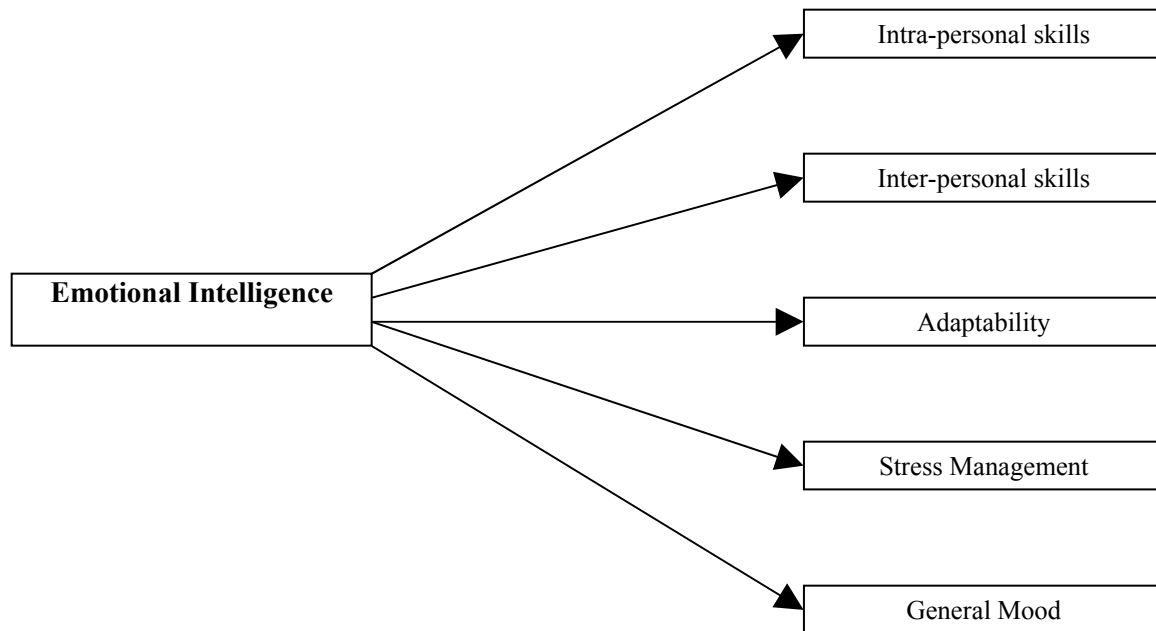 Intra-personal skills
Inter-personal skills
Emotional Intelligence
Adaptability
Stress Management
General Mood